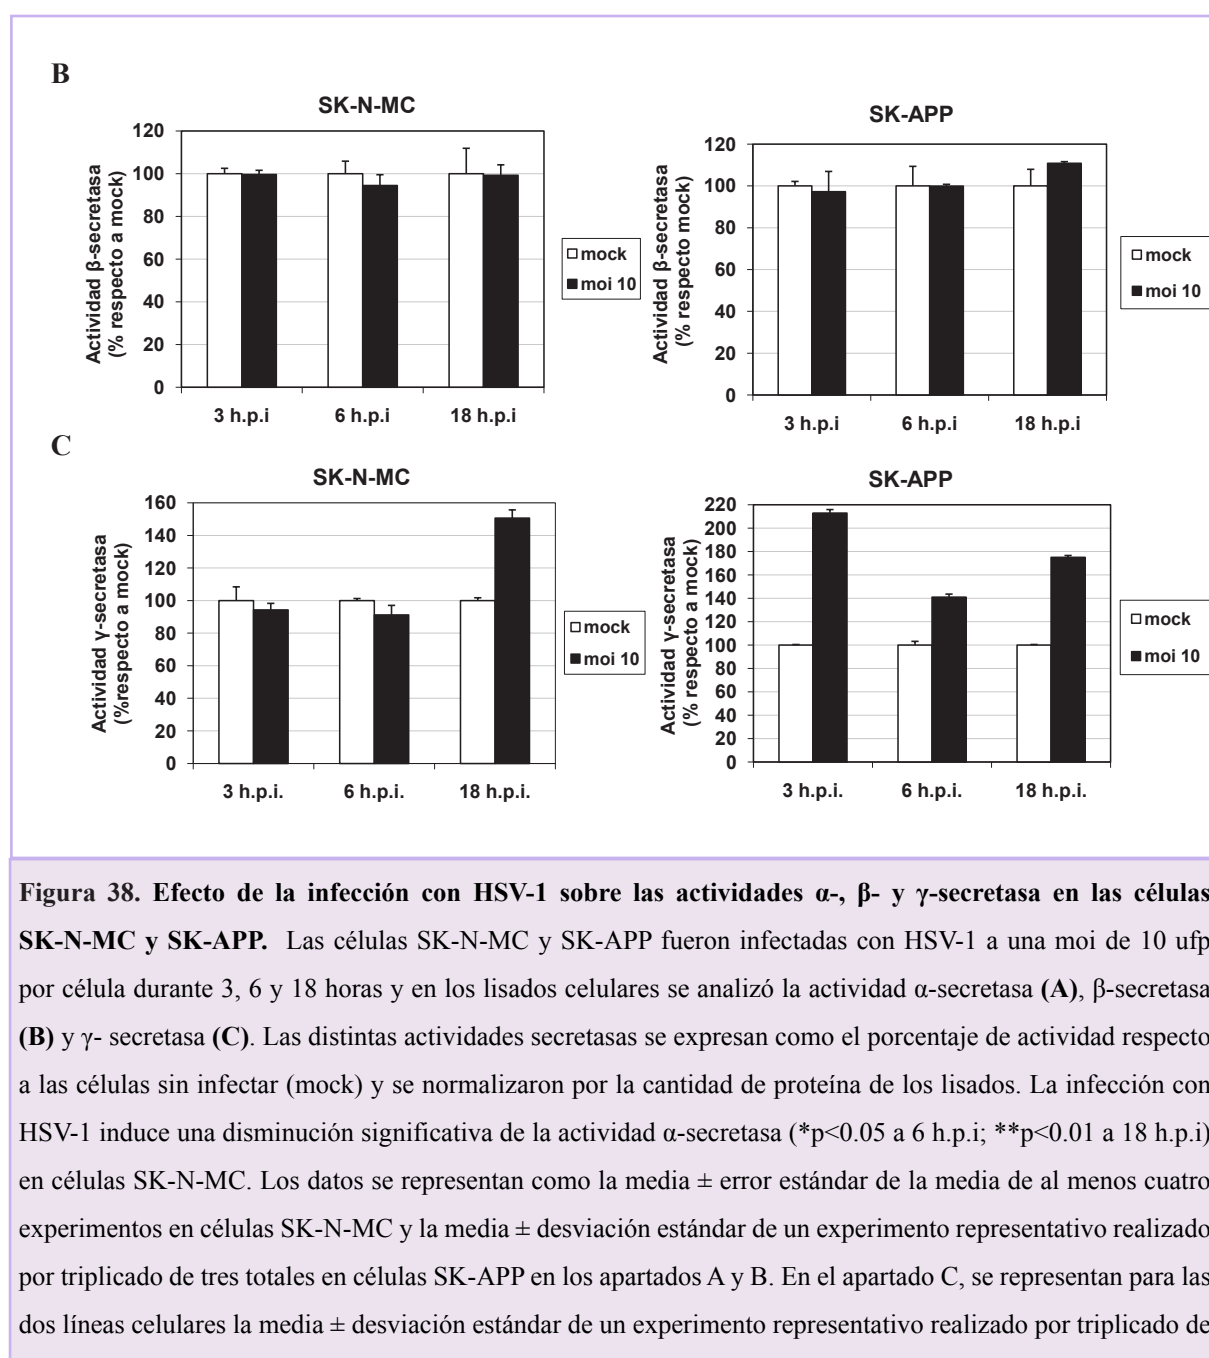 B
SK-N-MC
Actividad β-secretasa
(% respecto a mock)
120
100
80
60
40
20
0
3 h.p.i
6 h.p.i
18 h.p.i
mock
moi 10
SK-APP
Actividad β-secretasa
(% respecto mock)
120
100
80
60
40
20
0
3 h.p.i
6 h.p.i
18 h.p.i
mock
moi 10
C
SK-N-MC
Actividad γ-secretasa
(%respecto a mock)
160
140
120
100
80
60
40
20
0
3 h.p.i.
6 h.p.i.
18 h.p.i.
mock
moi 10
SK-APP
Actividad γ-secretasa
(% respecto a mock)
220
200
180
160
140
120
100
80
60
40
20
0
3 h.p.i.
6 h.p.i.
18 h.p.i.
mock
moi 10
Figura 38. Efecto de la infección con HSV-1 sobre las actividades α-, β- y γ-secretasa en las células
SK-N-MC y SK-APP. Las células SK-N-MC y SK-APP fueron infectadas con HSV-1 a una moi de 10 ufp
por célula durante 3, 6 y 18 horas y en los lisados celulares se analizó la actividad α-secretasa (A), β-secretasa
(B) y γ- secretasa (C). Las distintas actividades secretasas se expresan como el porcentaje de actividad respecto
a las células sin infectar (mock) y se normalizaron por la cantidad de proteína de los lisados. La infección con
HSV-1 induce una disminución significativa de la actividad α-secretasa (*p<0.05 a 6 h.p.i; **p<0.01 a 18 h.p.i)
en células SK-N-MC. Los datos se representan como la media ± error estándar de la media de al menos cuatro
experimentos en células SK-N-MC y la media ± desviación estándar de un experimento representativo realizado
por triplicado de tres totales en células SK-APP en los apartados A y B. En el apartado C, se representan para las
dos líneas celulares la media ± desviación estándar de un experimento representativo realizado por triplicado de